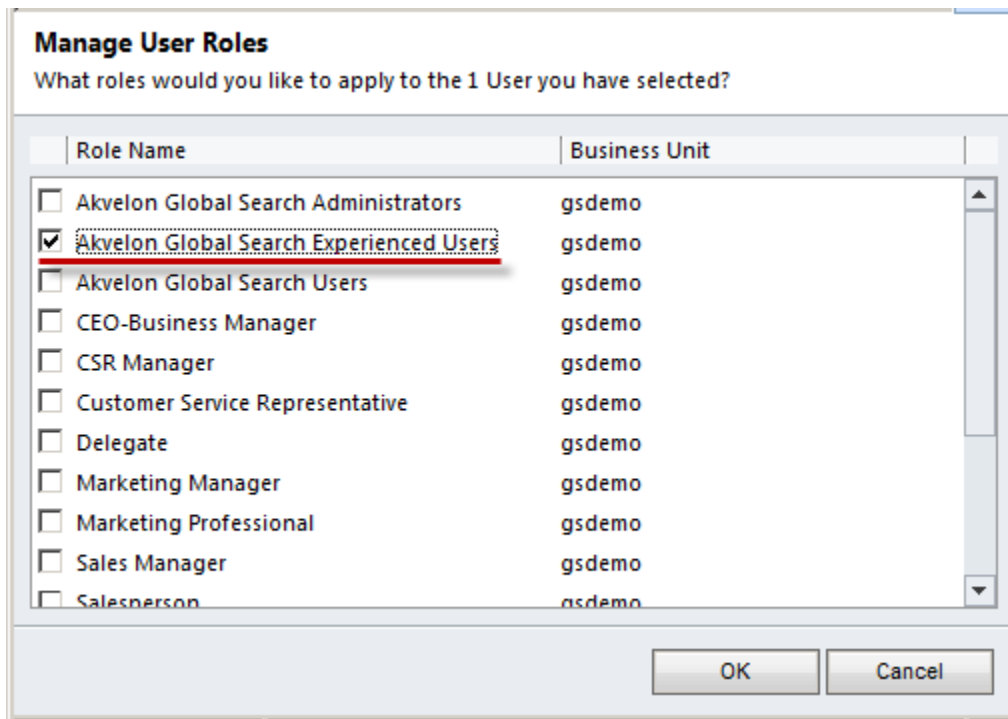 Manage User Roles
What roles would you like to apply to the 1 User you have selected?
Role Name Business Unit
Akvelon Global Search Administrators gsdemo
Akvelon Global Search Experienced Users gsdemo
Akvelon Global Search Users gsdemo
CEO-Business Manager gsdemo
CSR Manager gsdemo
Customer Service Representative gsdemo
Delegate gsdemo
Marketing Manager gsdemo
Marketing Professional gsdemo
Sales Manager gsdemo
Salesperson gsdemo
OK Cancel